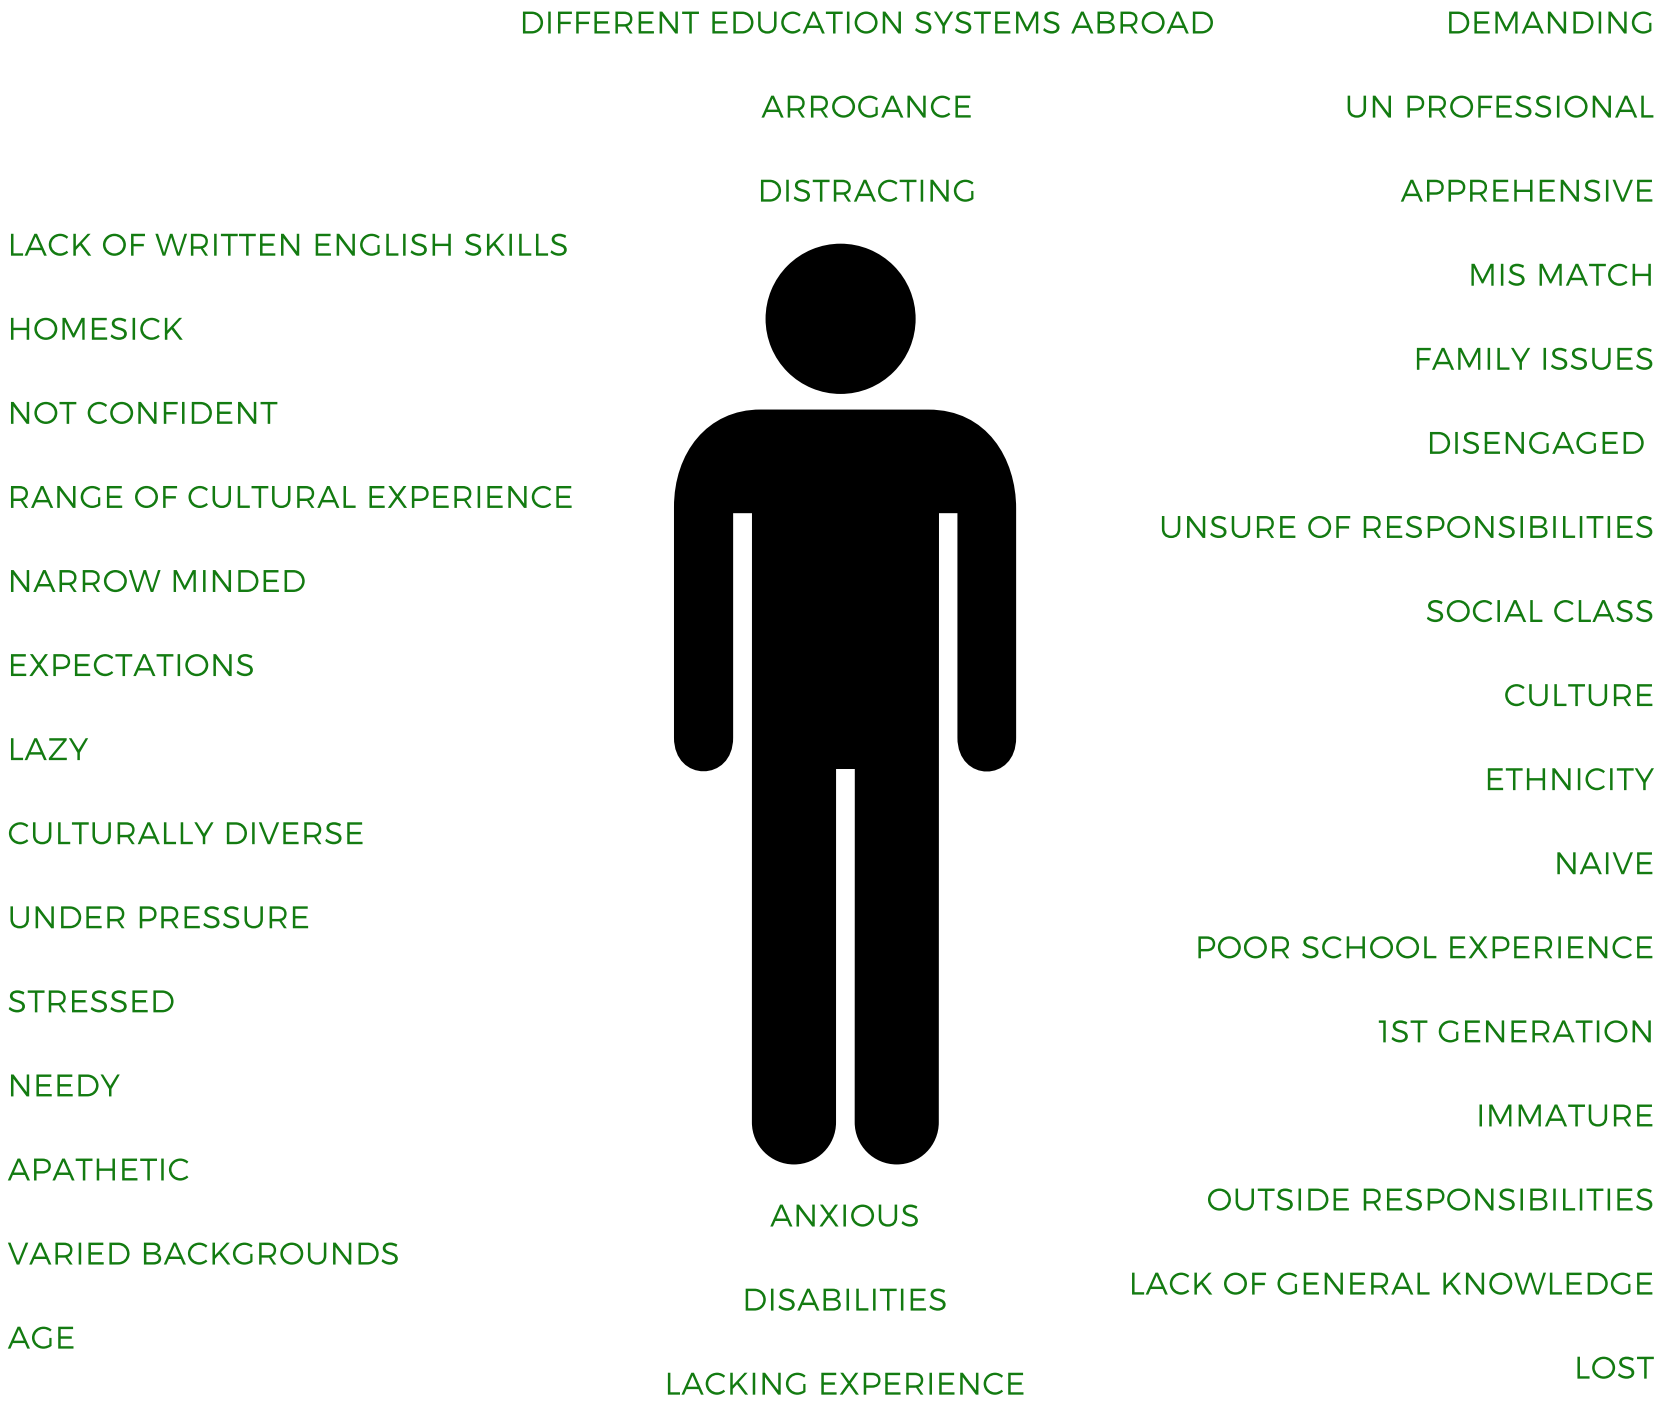 DIFFERENT EDUCATION SYSTEMS ABROAD
ARROGANCE
DISTRACTING
LACK OF WRITTEN ENGLISH SKILLS
HOMESICK
NOT CONFIDENT
RANGE OF CULTURAL EXPERIENCE
NARROW MINDED
EXPECTATIONS
LAZY
CULTURALLY DIVERSE
UNDER PRESSURE
STRESSED
NEEDY
APATHETIC
VARIED BACKGROUNDS
AGE
ANXIOUS
DISABILITIES
LACKING EXPERIENCE
DEMANDING
UN PROFESSIONAL
APPREHENSIVE
MIS MATCH
FAMILY ISSUES
DISENGAGED
UNSURE OF RESPONSIBILITIES
SOCIAL CLASS
CULTURE
ETHNICITY
NAIVE
POOR SCHOOL EXPERIENCE
1ST GENERATION
IMMATURE
OUTSIDE RESPONSIBILITIES
LACK OF GENERAL KNOWLEDGE
LOST